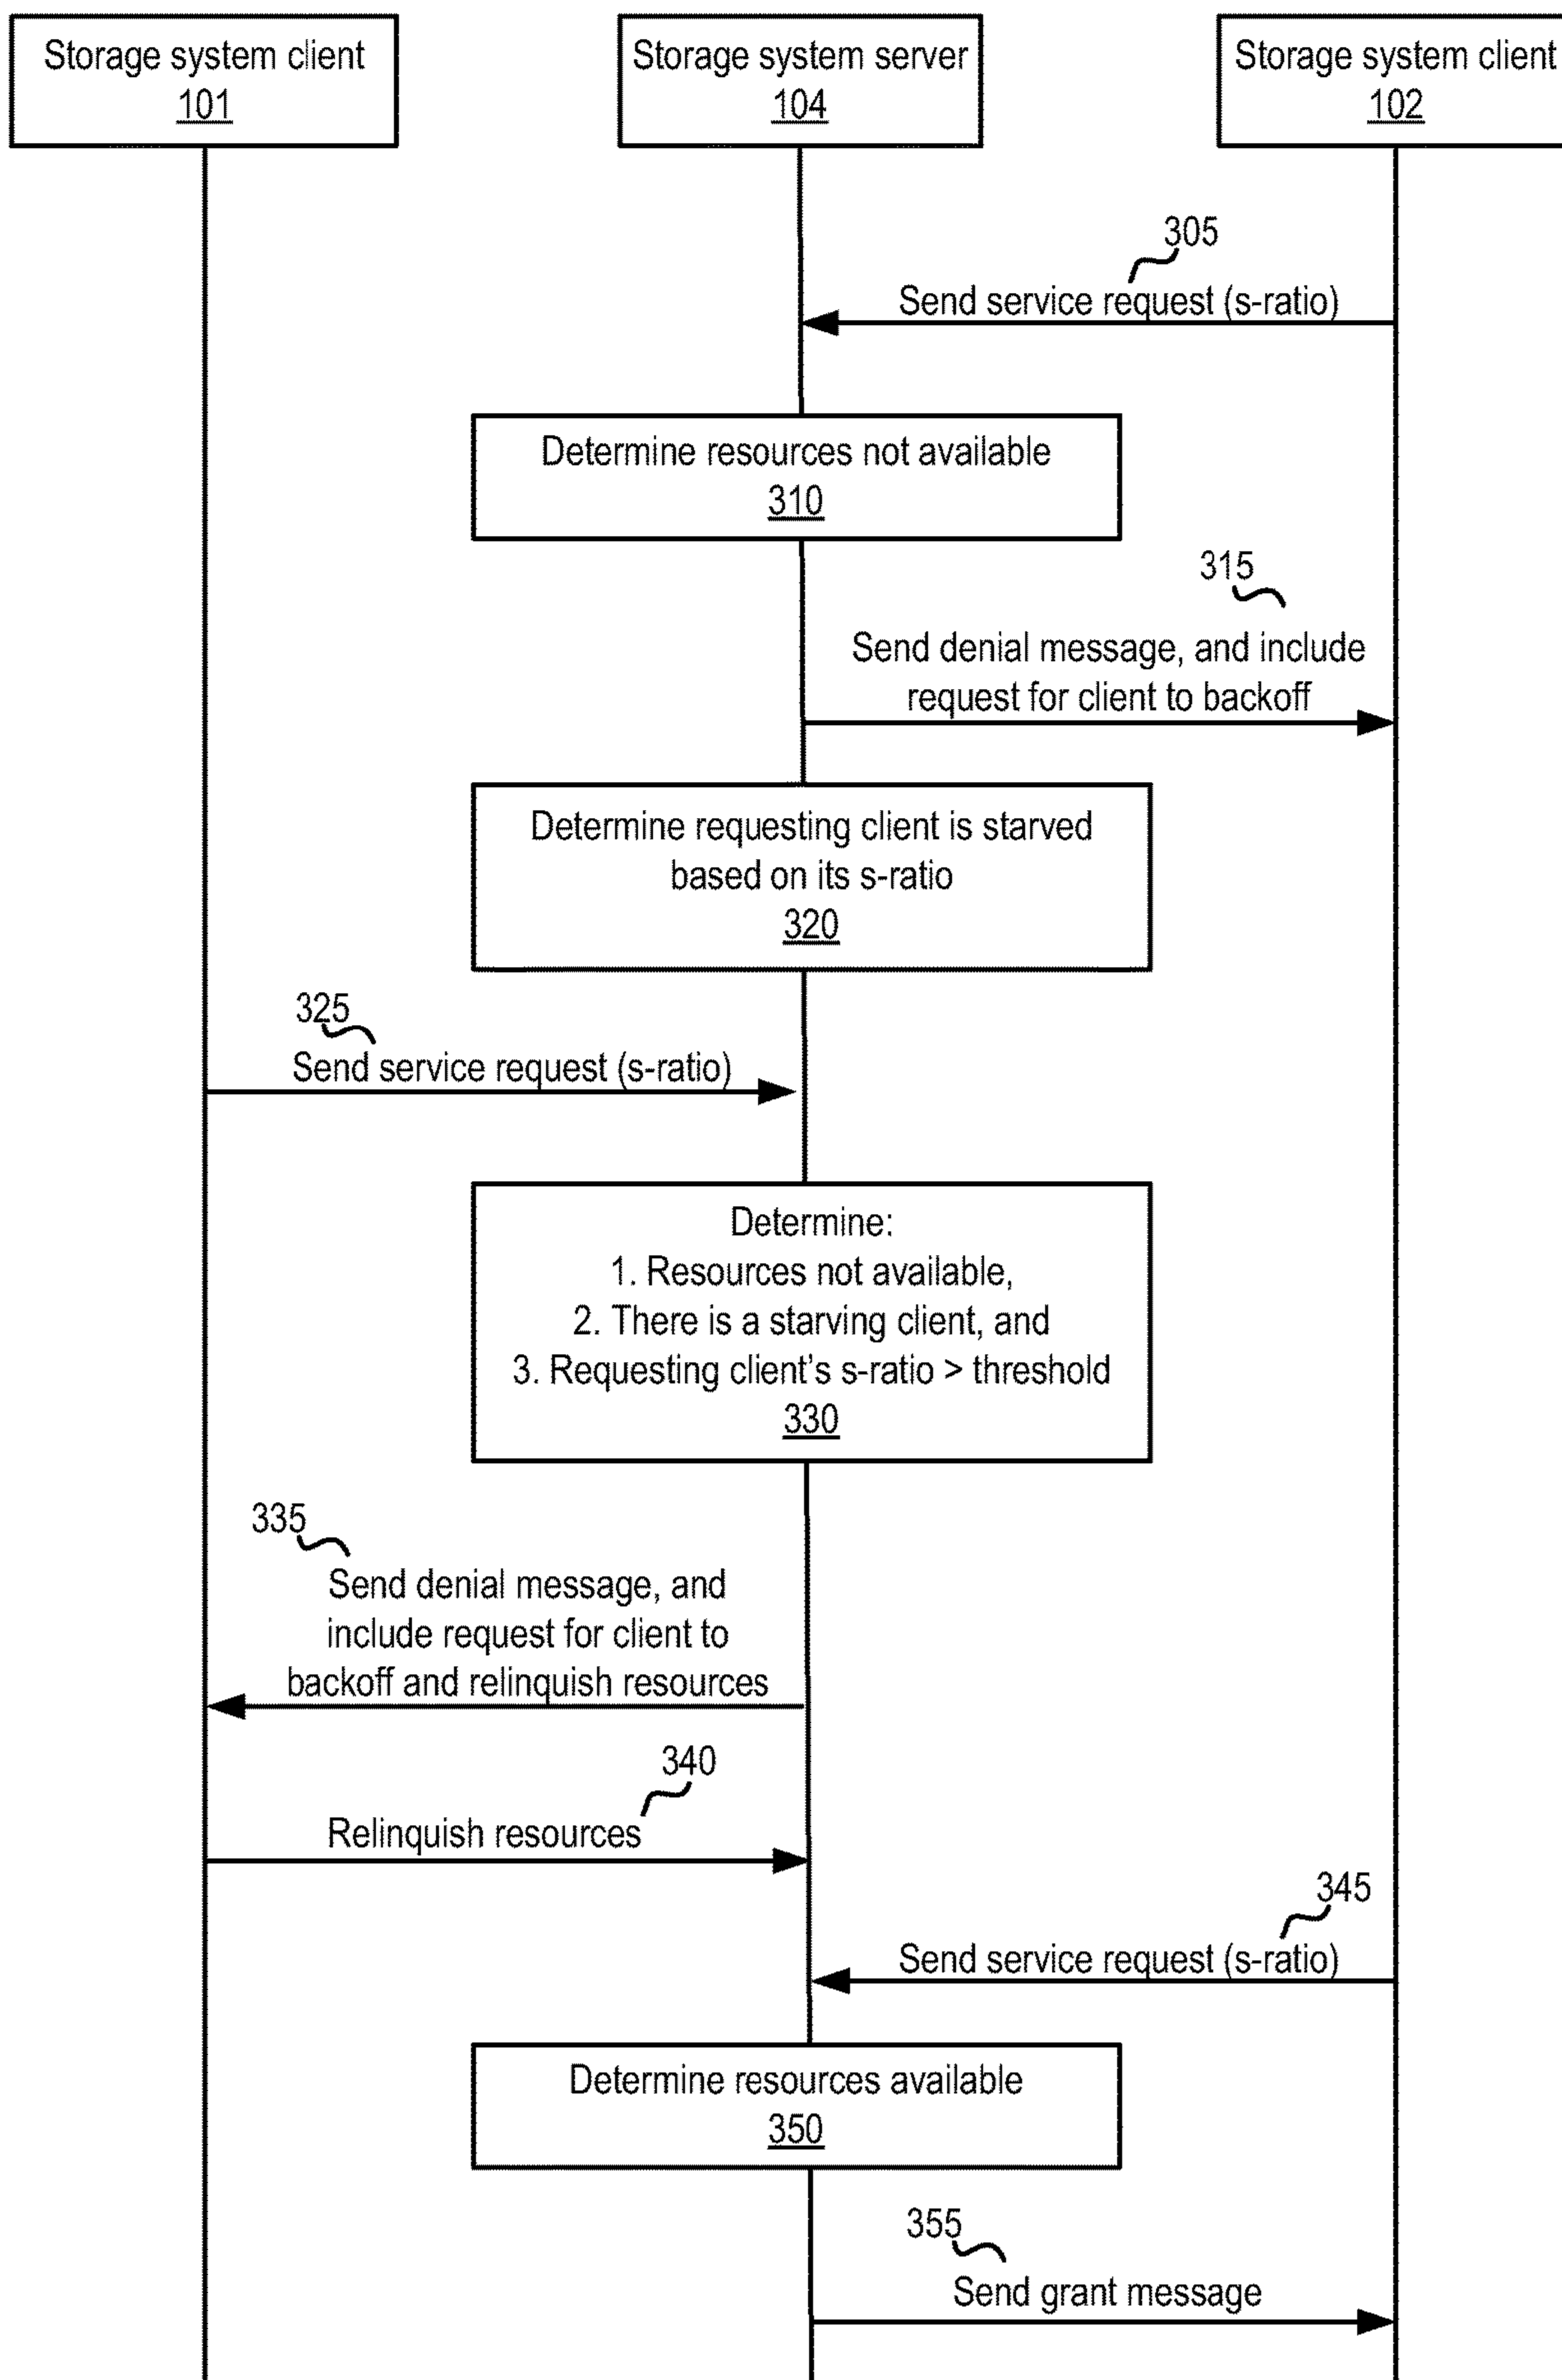 Storage system client
101
Storage system server
104
Storage system client
102
305
Send service request (s-ratio)
Determine resources not available
310
315
Send denial message, and include
request for client to backoff
Determine requesting client is starved
based on its s-ratio
320
325
Send service request (s-ratio)
Determine:
1. Resources not available,
2. There is a starving client, and
3. Requesting client's s-ratio > threshold
330
335
Send denial message, and
include request for client to
backoff and relinquish resources
340
Relinquish resources
345
Send service request (s-ratio)
Determine resources available
350
355
Send grant message